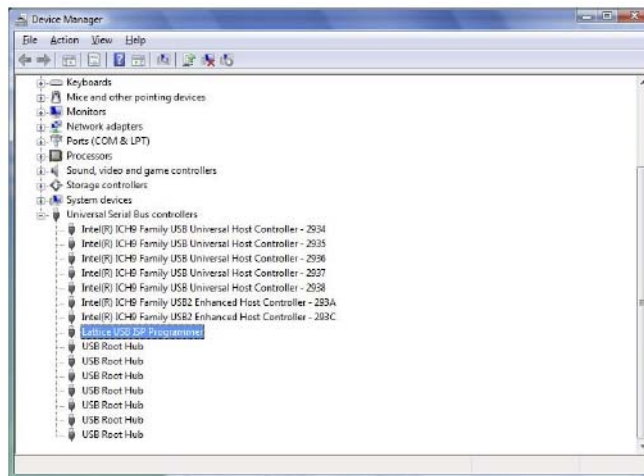 Device Manager
File Action View Help
Keyboards
Mice and other pointing devices
Monitors
Network adapters
Ports (COM & LPT)
Processors
Sound, video and game controllers
Storage controllers
System devices
Universal Serial Bus controllers
Intel(R) ICH9 Family USB Universal Host Controller - 2934
Intel(R) ICH9 Family USB Universal Host Controller - 2935
Intel(R) ICH9 Family USB Universal Host Controller - 2936
Intel(R) ICH9 Family USB Universal Host Controller - 2937
Intel(R) ICH9 Family USB Universal Host Controller - 2938
Intel(R) ICH9 Family USB2 Enhanced Host Controller - 293A
Intel(R) ICH9 Family USB2 Enhanced Host Controller - 293C
Lattice USB ISP Programmer
USB Root Hub
USB Root Hub
USB Root Hub
USB Root Hub
USB Root Hub
USB Root Hub
USB Root Hub